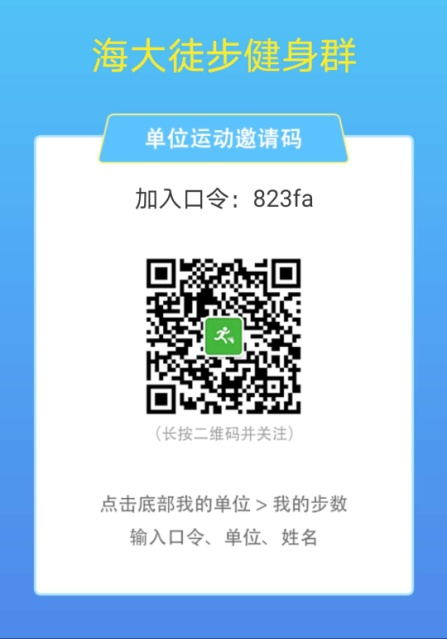 海大徒步健身群
单位运动邀请码
加入口令：823fa
（长按二维码并关注）
点击底部我的单位 > 我的步数
输入口令、单位、姓名